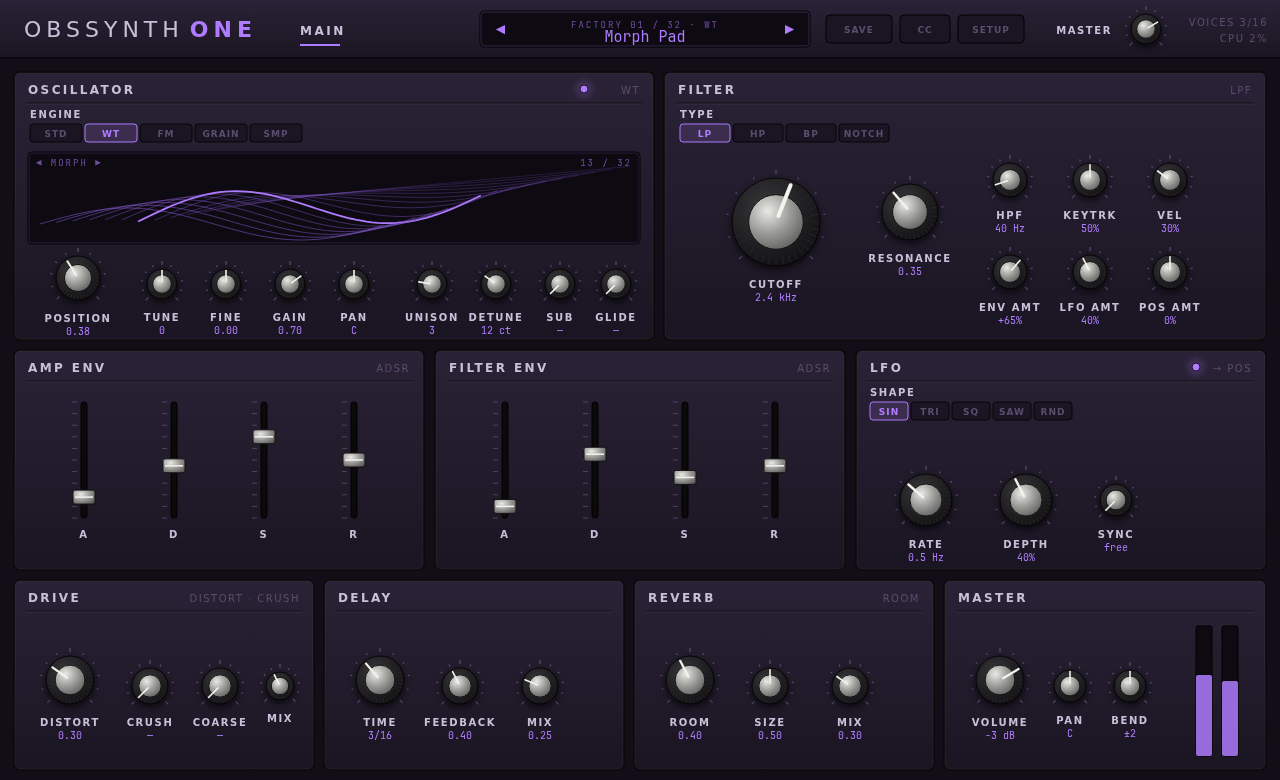 OBSSYNTH ONE
MAIN
FACTORY 01 / 32 · WT
◀ Morph Pad ▶
SAVE CC SETUP
MASTER
VOICES 3/16
CPU 2%
OSCILLATOR WT
ENGINE
STD WT FM GRAIN SMP
◀ MORPH ▶ 13 / 32
POSITION TUNE FINE GAIN PAN UNISON DETUNE SUB GLIDE
0.38 0 0.00 0.70 C 3 12 ct — —
FILTER LPF
TYPE
LP HP BP NOTCH
CUTOFF
2.4 kHz
RESONANCE
0.35
HPF KEYTRK VEL
40 Hz 50% 30%
ENV AMT LFO AMT POS AMT
+65% 40% 0%
AMP ENV ADSR
A D S R
FILTER ENV ADSR
A D S R
LFO → POS
SHAPE
SIN TRI SQ SAW RND
RATE DEPTH SYNC
0.5 Hz 40% free
DRIVE DISTORT · CRUSH
DISTORT CRUSH COARSE MIX
0.30 — —
DELAY
TIME FEEDBACK MIX
3/16 0.40 0.25
REVERB ROOM
ROOM SIZE MIX
0.40 0.50 0.30
MASTER
VOLUME PAN BEND
-3 dB C ±2